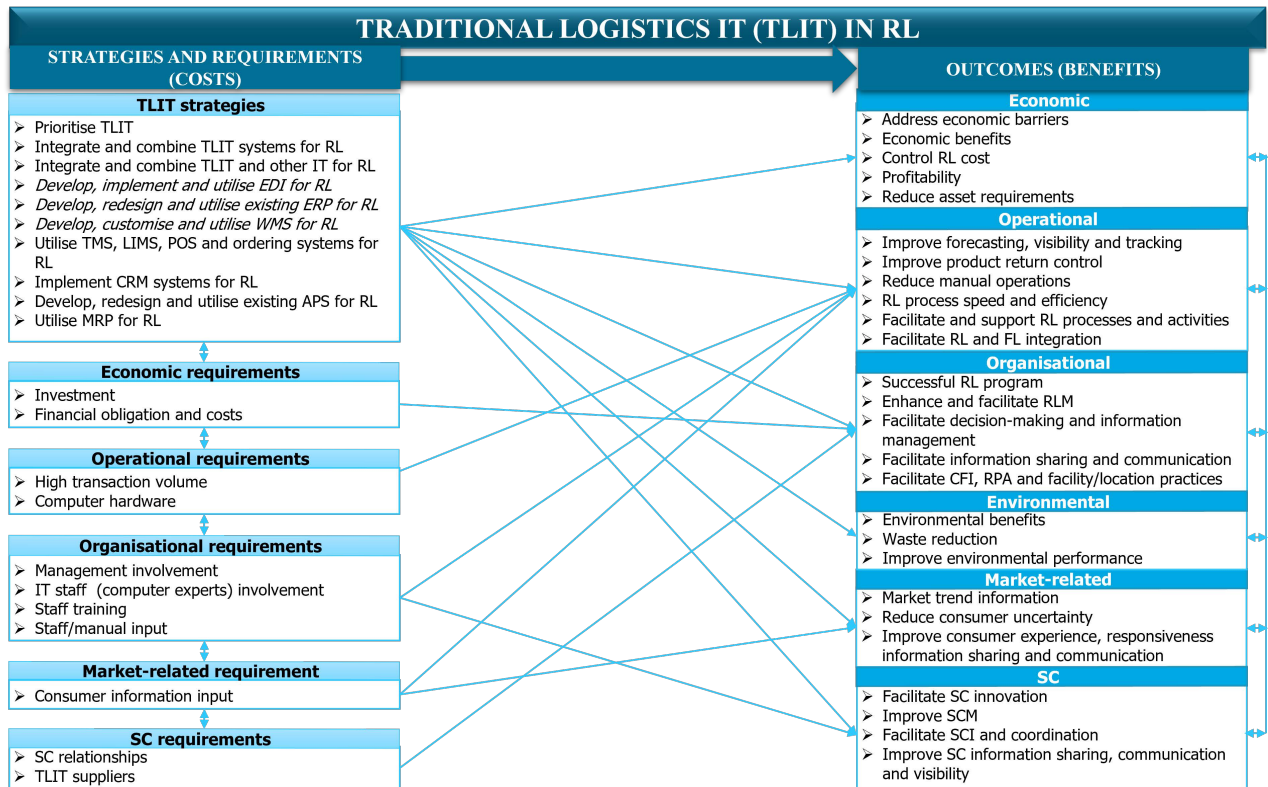 TRADITIONAL LOGISTICS IT (TLIT) IN RL
STRATEGIES AND REQUIREMENTS
(COSTS)
TLIT strategies
➢ Prioritise TLIT
➢ Integrate and combine TLIT systems for RL
➢ Integrate and combine TLIT and other IT for RL
➢ Develop, implement and utilise EDI for RL
➢ Develop, redesign and utilise existing ERP for RL
➢ Develop, customise and utilise WMS for RL
➢ Utilise TMS, LIMS, POS and ordering systems for
RL
➢ Implement CRM systems for RL
➢ Develop, redesign and utilise existing APS for RL
➢ Utilise MRP for RL
Economic requirements
➢ Investment
➢ Financial obligation and costs
Operational requirements
➢ High transaction volume
➢ Computer hardware
Organisational requirements
➢ Management involvement
➢ IT staff (computer experts) involvement
➢ Staff training
➢ Staff/manual input
Market-related requirement
➢ Consumer information input
SC requirements
➢ SC relationships
➢ TLIT suppliers
OUTCOMES (BENEFITS)
Economic
➢ Address economic barriers
➢ Economic benefits
➢ Control RL cost
➢ Profitability
➢ Reduce asset requirements
Operational
➢ Improve forecasting, visibility and tracking
➢ Improve product return control
➢ Reduce manual operations
➢ RL process speed and efficiency
➢ Facilitate and support RL processes and activities
➢ Facilitate RL and FL integration
Organisational
➢ Successful RL program
➢ Enhance and facilitate RLM
➢ Facilitate decision-making and information
management
➢ Facilitate information sharing and communication
➢ Facilitate CFI, RPA and facility/location practices
Environmental
➢ Environmental benefits
➢ Waste reduction
➢ Improve environmental performance
Market-related
➢ Market trend information
➢ Reduce consumer uncertainty
➢ Improve consumer experience, responsiveness
information sharing and communication
SC
➢ Facilitate SC innovation
➢ Improve SCM
➢ Facilitate SCI and coordination
➢ Improve SC information sharing, communication
and visibility